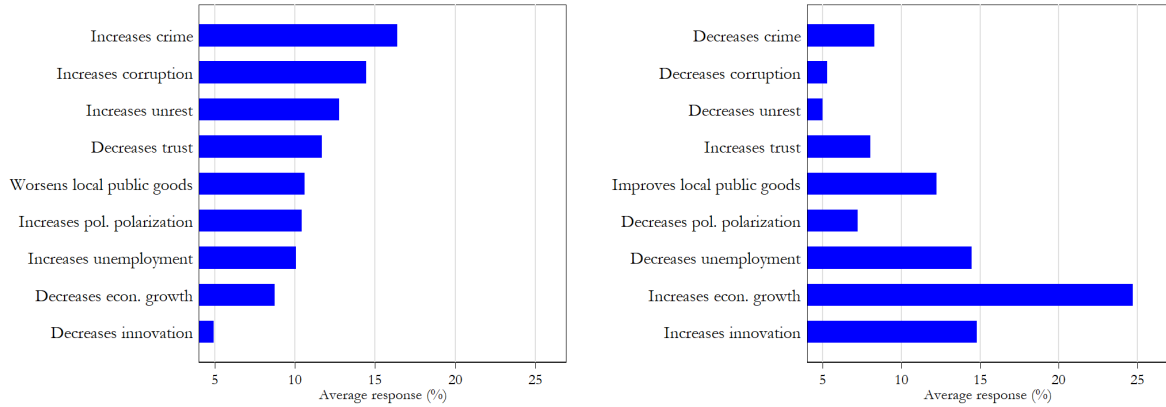 Increases crime
Increases corruption
Increases unrest
Decreases trust
Worsens local public goods
Increases pol. polarization
Increases unemployment
Decreases econ. growth
Decreases innovation
5 10 15 20 25
Average response (%)
Decreases crime
Decreases corruption
Decreases unrest
Increases trust
Improves local public goods
Decreases pol. polarization
Decreases unemployment
Increases econ. growth
Increases innovation
5 10 15 20 25
Average response (%)